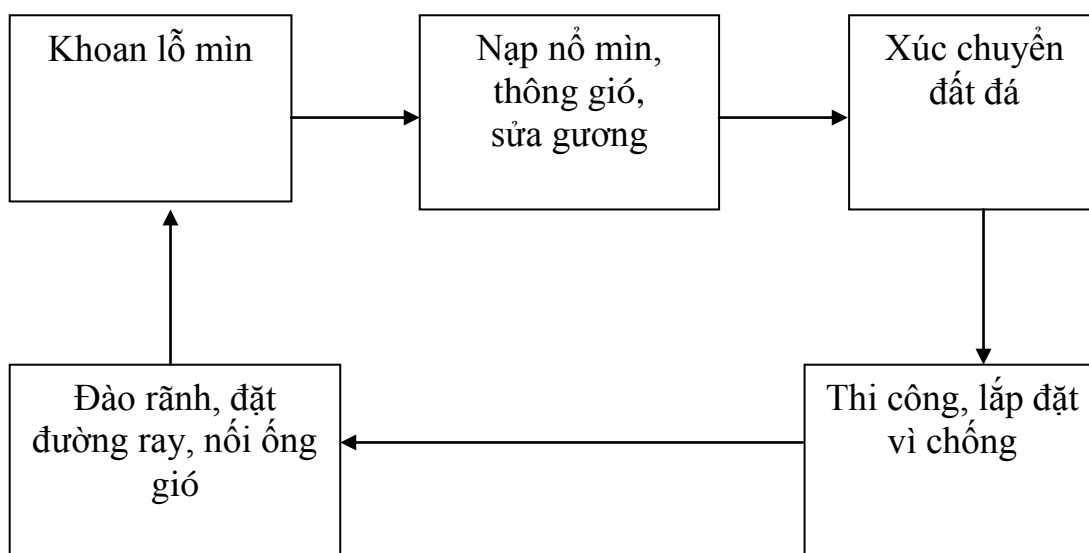 Khoan lỗ mìn
Nạp nổ mìn,
thông gió,
sửa gương
Xúc chuyển
đất đá
Đào rãnh, đặt
đường ray, nối ống
gió
Thi công, lắp đặt
vì chống